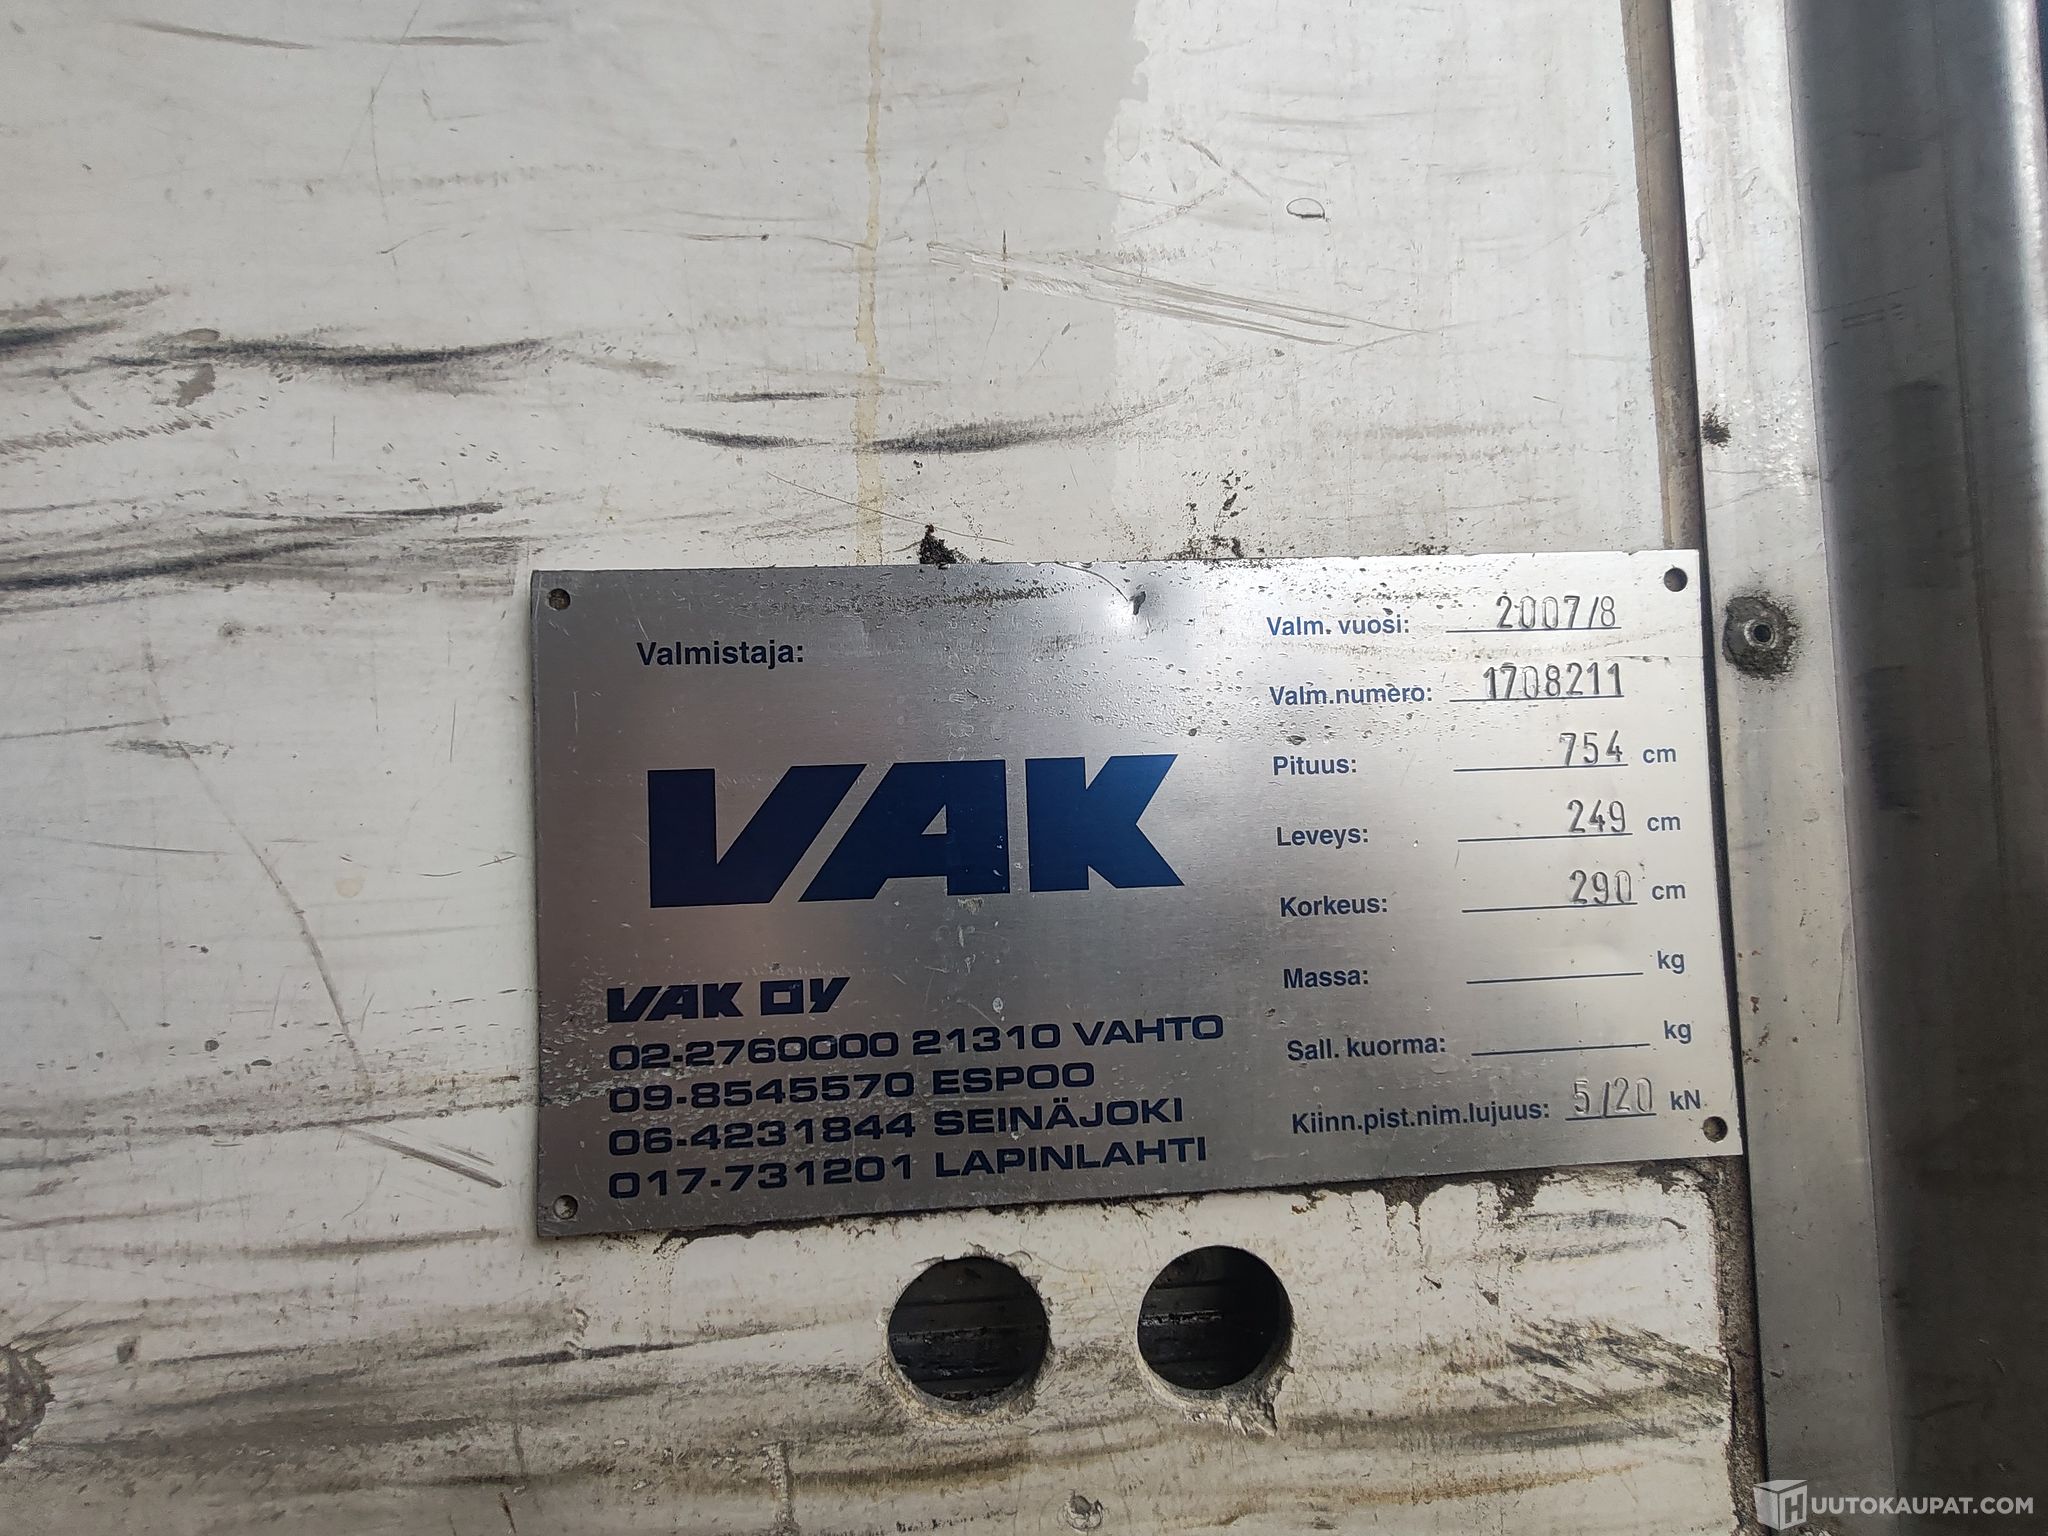 Valmistaja:
VAK
VAK OY
02-2760000 21310 VAHTO
09-8545570 ESPOO
06-4231844 SEINÄJOKI
017-731201 LAPINLAHTI
Valm. vuosi: 2007/8
Valm.numero: 1708211
Pituus: 754 cm
Leveys: 249 cm
Korkeus: 290 cm
Massa: kg
Sall. kuorma: kg
Kiinn.pist.nim.lujuus: 5/20 kN
HUUTOKAUPAT.COM